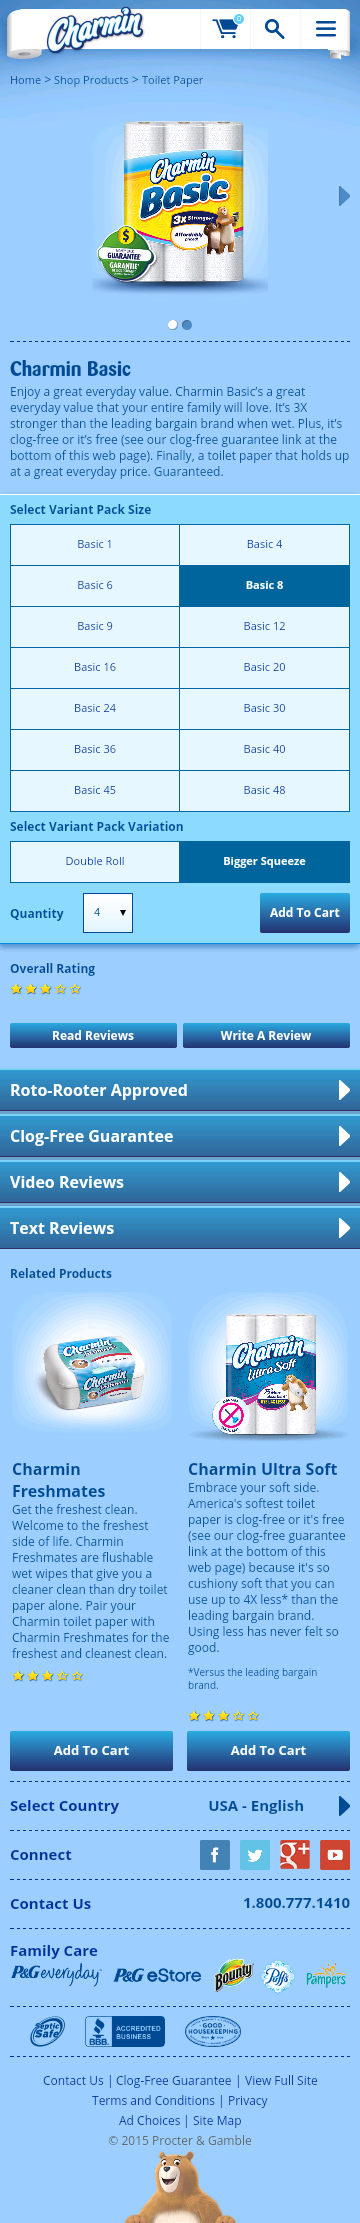 Charmin
0
Home > Shop Products > Toilet Paper
Charmin
Basic
3x Stronger*
Affordably
priced!
$
GUARANTEE
GARANTIE
Charmin Basic
Enjoy a great everyday value. Charmin Basic's a great
everyday value that your entire family will love. It's 3X
stronger than the leading bargain brand when wet. Plus, it's
clog-free or it's free (see our clog-free guarantee link at the
bottom of this web page). Finally, a toilet paper that holds up
at a great everyday price. Guaranteed.
Select Variant Pack Size
Basic 1 Basic 4
Basic 6 Basic 8
Basic 9 Basic 12
Basic 16 Basic 20
Basic 24 Basic 30
Basic 36 Basic 40
Basic 45 Basic 48
Select Variant Pack Variation
Double Roll Bigger Squeeze
Quantity 4 Add To Cart
Overall Rating
Read Reviews Write A Review
Roto-Rooter Approved
Clog-Free Guarantee
Video Reviews
Text Reviews
Related Products
Charmin
Charmin
Charmin
Ultra Soft
Charmin
Freshmates
Get the freshest clean.
Welcome to the freshest
side of life. Charmin
Freshmates are flushable
wet wipes that give you a
cleaner clean than dry toilet
paper alone. Pair your
Charmin toilet paper with
Charmin Freshmates for the
freshest and cleanest clean.
Add To Cart
Charmin Ultra Soft
Embrace your soft side.
America's softest toilet
paper is clog-free or it's free
(see our clog-free guarantee
link at the bottom of this
web page) because it's so
cushiony soft that you can
use up to 4X less* than the
leading bargain brand.
Using less has never felt so
good.
*Versus the leading bargain
brand.
Add To Cart
Select Country USA - English
Connect f g+
Contact Us 1.800.777.1410
Family Care
P&G everyday P&G eStore Bounty Puffs Pampers
Septic
Safe
BBB.
ACCREDITED
BUSINESS
GOOD
HOUSEKEEPING
Contact Us | Clog-Free Guarantee | View Full Site
Terms and Conditions | Privacy
Ad Choices | Site Map
© 2015 Procter & Gamble